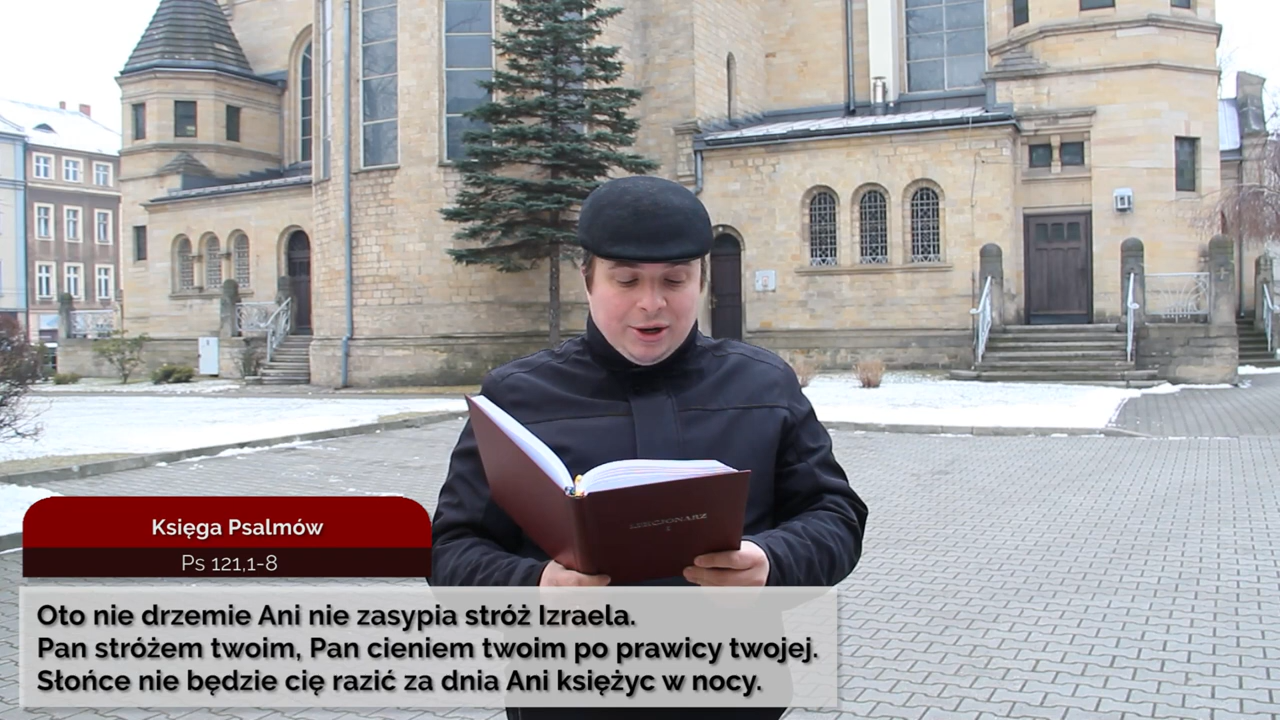 LEKCJONARZ
I
Księga Psalmów
Ps 121,1-8
Oto nie drzemie Ani nie zasypia stróż Izraela.
Pan stróżem twoim, Pan cieniem twoim po prawicy twojej.
Słońce nie będzie cię razić za dnia Ani księżyc w nocy.